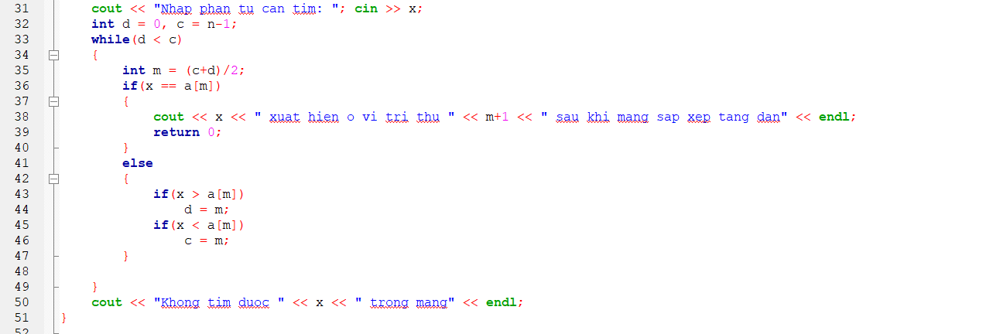 31 cout << "Nhap phan tu can tim: "; cin >> x;
32 int d = 0, c = n-1;
33 while(d < c)
34 {
35 int m = (c+d)/2;
36 if(x == a[m])
37 {
38 cout << x << " xuat hien o vi tri thu " << m+1 << " sau khi mang sap xep tang dan" << endl;
39 return 0;
40 }
41 else
42 {
43 if(x > a[m])
44 d = m;
45 if(x < a[m])
46 c = m;
47 }
48
49 }
50 cout << "Khong tim duoc " << x << " trong mang" << endl;
51 }
52